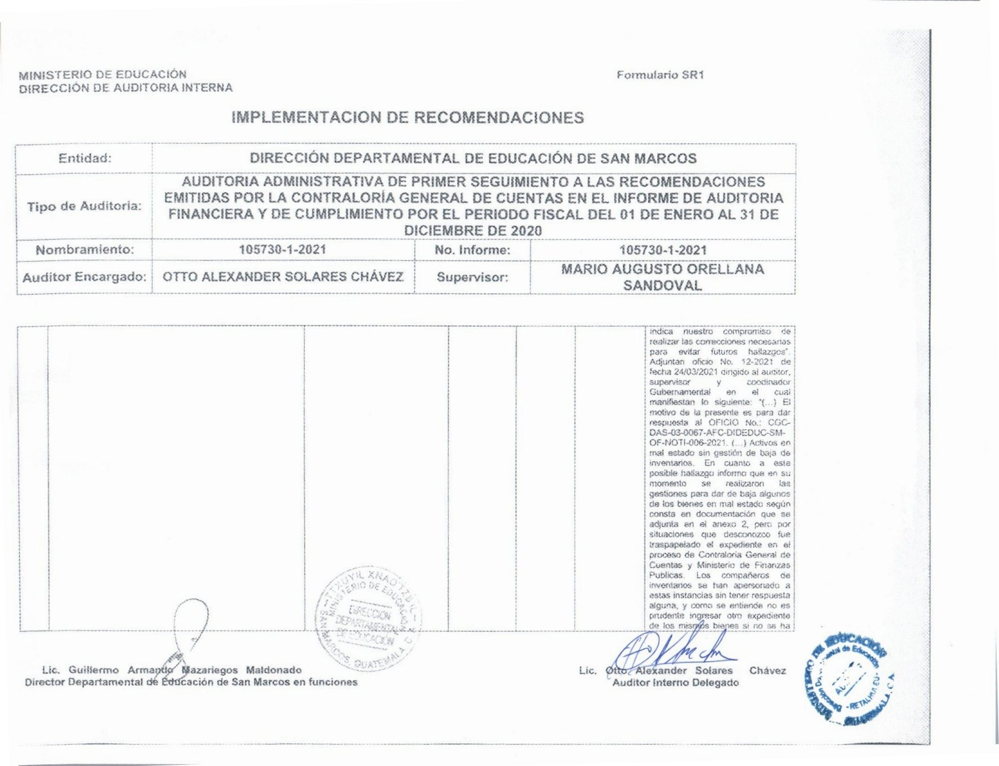 MINISTERIO DE EDUCACIÓN
DIRECCIÓN DE AUDITORIA INTERNA
Formulario SR1
IMPLEMENTACION DE RECOMENDACIONES
Entidad: DIRECCIÓN DEPARTAMENTAL DE EDUCACIÓN DE SAN MARCOS
Tipo de Auditoria: AUDITORIA ADMINISTRATIVA DE PRIMER SEGUIMIENTO A LAS RECOMENDACIONES
EMITIDAS POR LA CONTRALORÍA GENERAL DE CUENTAS EN EL INFORME DE AUDITORIA
FINANCIERA Y DE CUMPLIMIENTO POR EL PERIODO FISCAL DEL 01 DE ENERO AL 31 DE
DICIEMBRE DE 2020
Nombramiento: 105730-1-2021 No. Informe: 105730-1-2021
Auditor Encargado: OTTO ALEXANDER SOLARES CHÁVEZ Supervisor: MARIO AUGUSTO ORELLANA
SANDOVAL
indica nuestro compromiso de
realizar las correcciones necesarias
para evitar futuros hallazgos".
Adjuntan oficio No. 12-2021 de
fecha 24/03/2021 dirigido al auditor,
supervisor y coordinador
Gubernamental en el cual
manifiestan lo siguiente: "(...) El
motivo de la presente es para dar
respuesta al OFICIO No.: CGC-
DAS-03-0067-AFC-DIDEDUC-SM-
OF-NOTI-006-2021. (...) Activos en
mal estado sin gestión de baja de
inventarios. En cuanto a este
posible hallazgo informo que en su
momento se realizaron las
gestiones para dar de baja algunos
de los bienes en mal estado según
consta en documentación que se
adjunta en el anexo 2, pero por
situaciones que desconozco fue
traspapelado el expediente en el
proceso de Contraloría General de
Cuentas y Ministerio de Finanzas
Publicas. Los compañeros de
inventarios se han apersonado a
estas instancias sin tener respuesta
alguna, y como se entiende no es
prudente ingresar otro expediente
de los mismos bienes si no se ha
MINISTERIO DE EDUCACIÓN
DIRECCIÓN
DEPARTAMENTAL
DE EDUCACIÓN
SAN MARCOS, GUATEMALA
Lic. Guillermo Armando Mazariegos Maldonado
Director Departamental de Educación de San Marcos en funciones
Lic. Otto Alexander Solares Chávez
Auditor Interno Delegado
MINISTERIO DE EDUCACIÓN